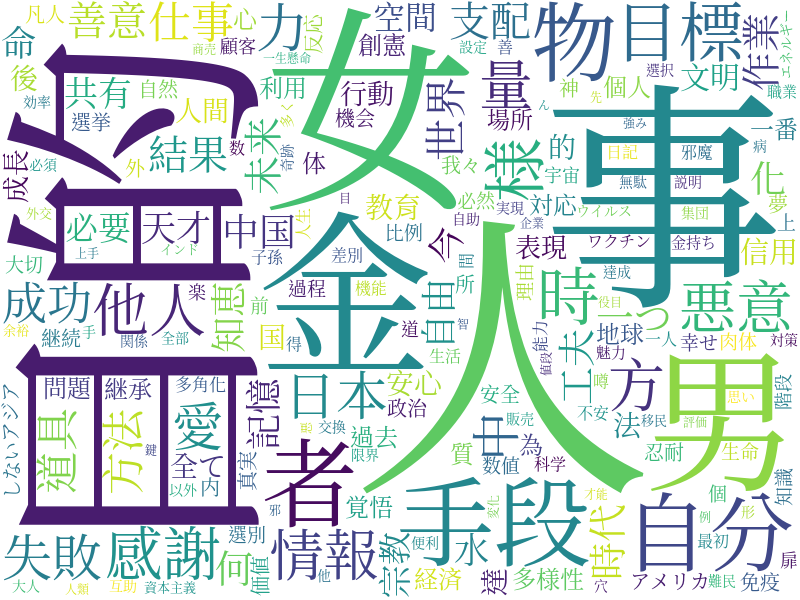 価値
女
人
事
金
男
物
目標
作業
凡人
善意
仕事
心
力
空間
支配
反応
創憲
設定
善
エネルギー
商売
一生懸命
命
後
顧客
効率
共有
自然
選挙
人間
利用
行動
機会
量
場所
文明
神
個人
選択
職業
多く
奇跡
ん
先
強み
成長
必須
結果
外
数
未来
体
世界
我々
様
的
宇宙
日記
邪魔
病
一番
化
夢
外交
上手
必要
天才
中国
インド
子孫
教育
比例
人生
差別
今
自助
必然
実現
企業
対応
ウイルス
無駄
説明
集団
ワクチン
金持ち
上
信用
大切
成功
他人
知恵
楽
前
過程
機能
自由
所
間
表現
時
理由
達成
一つ
悪意
余裕
継続
手
関係
全部
国
得
道
智
目
生活
能力
値段
役目
地球
一人
幸せ
肉体
対策
しないアジア
問題
継承
多角化
道具
方法
鍵
愛
記憶
日本
安心
政治
安全
噂
工夫
魅力
方
法
移民
評価
思い
階段
全て
内
以外
真実
者
過去
交換
限界
悪
質
中
数値
販売
不安
科学
為
忍耐
個
生命
知識
失敗
感謝
何
選別
価値
情報
覚悟
邪
手段
水
変化
便利
才能
時代
自分
例
形
最初
扉
大人
人類
互助
資本主義
他
宗教
経済
達
多様性
穴
アメリカ
難民
免疫